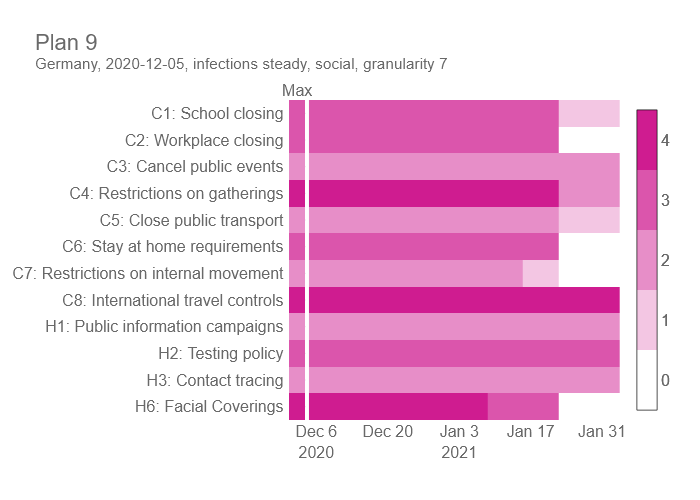 Plan 9
Germany, 2020-12-05, infections steady, social, granularity 7
Max
C1: School closing
C2: Workplace closing
C3: Cancel public events
C4: Restrictions on gatherings
C5: Close public transport
C6: Stay at home requirements
C7: Restrictions on internal movement
C8: International travel controls
H1: Public information campaigns
H2: Testing policy
H3: Contact tracing
H6: Facial Coverings
Dec 6 Dec 20 Jan 3 Jan 17 Jan 31
2020 2021
4
3
2
1
0